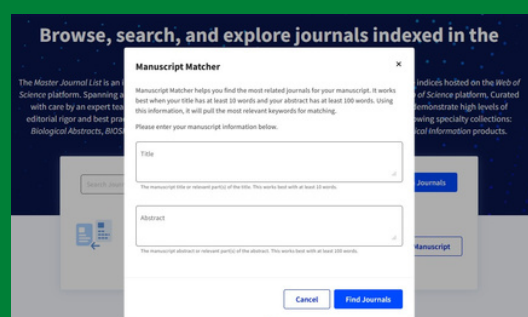 Browse, search, and explore journals indexed in the
Manuscript Matcher
×
The Master Journal List is an i
indices hosted on the Web of
Science platform. Spanning a
of Science platform, Curated
with care by an expert tea
demonstrate high levels of
editorial rigor and best prac
owing specialty collections:
Biological Abstracts, BIOS
ical Information products.
Manuscript Matcher helps you find the most related journals for your manuscript. It works
best when your title has at least 10 words and your abstract has at least 100 words. Using
this information, it will pull the most relevant keywords for matching.
Please enter your manuscript information below.
Title
The manuscript title or relevant part(s) of the title. This works best with at least 10 words.
Search Journ
Journals
Abstract
The manuscript abstract or relevant part(s) of the abstract. This works best with at least 100 words.
Manuscript
Cancel
Find Journals